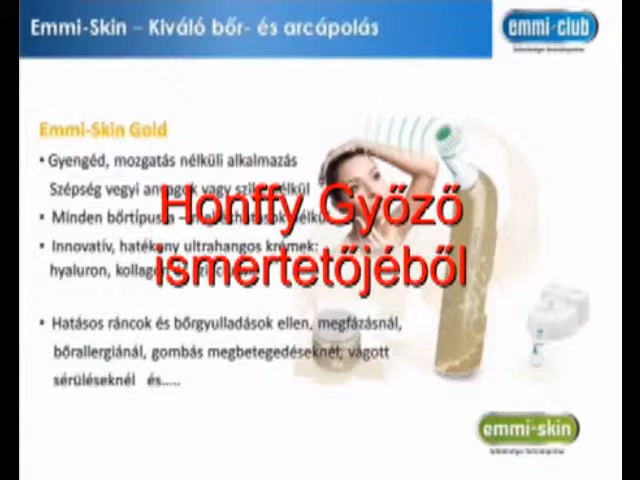 Emmi-Skin – Kiváló bőr- és arcápolás
emmi-club
Emmi-Skin Gold
• Gyengéd, mozgatás nélküli alkalmazás
Szépség vegyi anyagok vagy szike nélkül
• Minden bőrtípusra –
Honffy Győző
• Innovatív, hatékony ultrahangos krémek:
hyaluron,
ismertetőjéből
• Hatásos ráncok és bőrgyulladások ellen, megfázásnál,
bőrallergiánál, gombás megbetegedéseknél, vágott
sérüléseknél és.....
emmi-skin